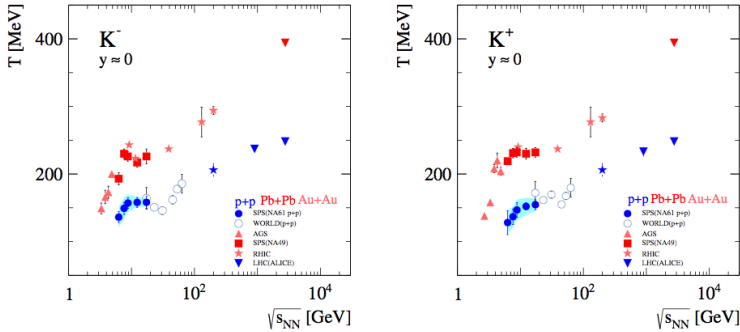 T [MeV]
400
200
K⁻
y ≈ 0
p+p Pb+Pb Au+Au
SPS(NA61 p+p)
WORLD(p+p)
AGS
SPS(NA49)
RHIC
LHC(ALICE)
1 10² 10⁴
√sNN [GeV]
T [MeV]
400
200
K⁺
y ≈ 0
p+p Pb+Pb Au+Au
SPS(NA61 p+p)
WORLD(p+p)
AGS
SPS(NA49)
RHIC
LHC(ALICE)
1 10² 10⁴
√sNN [GeV]